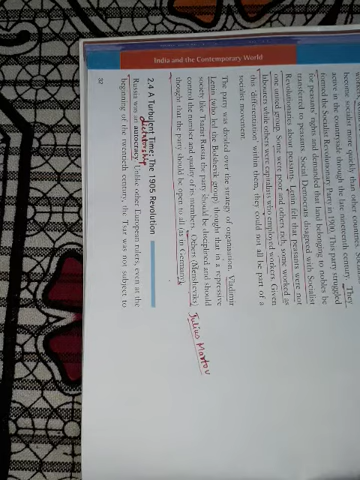 India and the Contemporary World
become socialist more quickly than other countries.
active in the countryside through the late nineteenth century. They
formed the Socialist Revolutionary Party in 1900. This party struggled
for peasants' rights and demanded that land belonging to nobles be
transferred to peasants. Social Democrats disagreed with Socialist
Revolutionaries about peasants. Lenin felt that peasants were not
one united group. Some were poor and others rich, some worked as
labourers while others were capitalists who employed workers. Given
this 'differentiation' within them, they could not all be part of a
socialist movement.
The party was divided over the strategy of organisation. Vladimir
Lenin (who led the Bolshevik group) thought that in a repressive
society like Tsarist Russia the party should be disciplined and should
control the number and quality of its members. Others (Mensheviks)
thought that the party should be open to all (as in Germany).
Julius Martov
2.4 A Turbulent Time: The 1905 Revolution
dictatorship
Russia was an autocracy. Unlike other European rulers, even at the
beginning of the twentieth century, the Tsar was not subject to
32